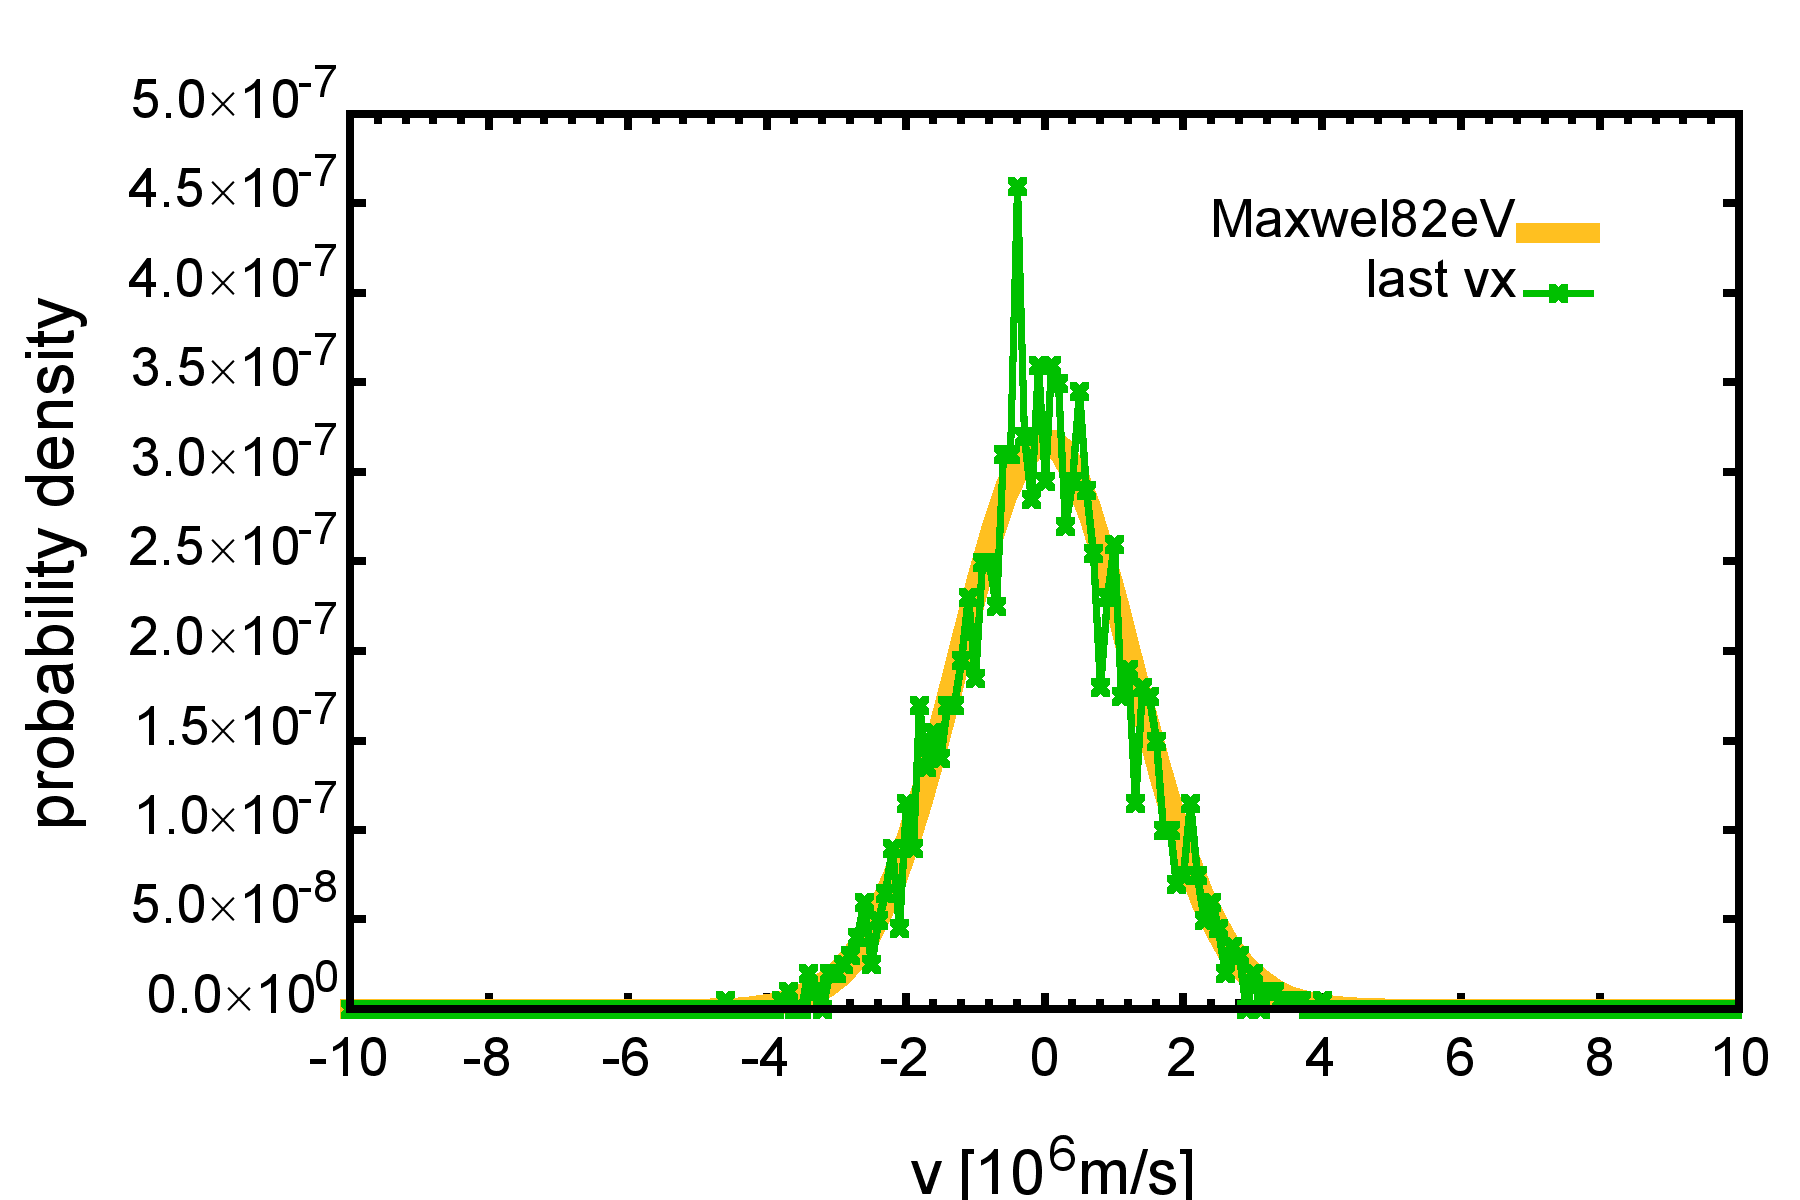 5.0×10⁻⁷
4.5×10⁻⁷
4.0×10⁻⁷
3.5×10⁻⁷
3.0×10⁻⁷
2.5×10⁻⁷
2.0×10⁻⁷
1.5×10⁻⁷
1.0×10⁻⁷
5.0×10⁻⁸
0.0×10⁰
probability density
Maxwel82eV
last vx
-10 -8 -6 -4 -2 0 2 4 6 8 10
v [10⁶m/s]